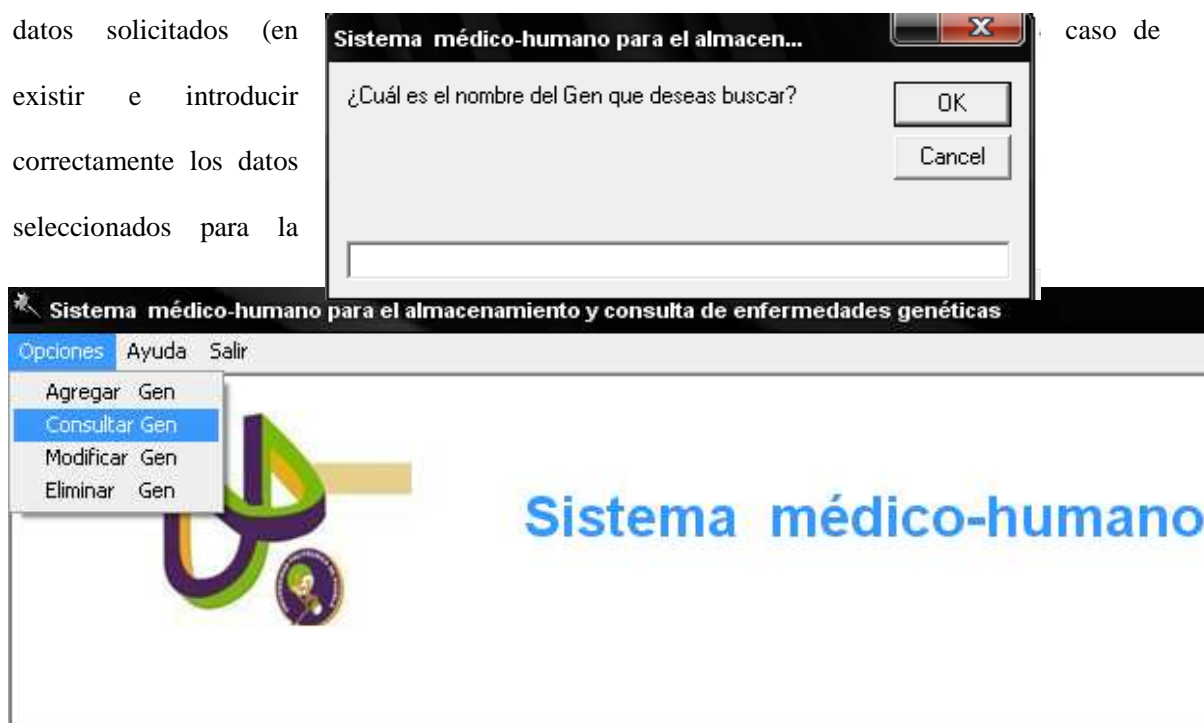 datos solicitados (en
caso de
existir e introducir
correctamente los datos
seleccionados para la
Sistema médico-humano para el almacen...
¿Cuál es el nombre del Gen que deseas buscar?
OK
Cancel
Sistema médico-humano para el almacenamiento y consulta de enfermedades genéticas
Opciones Ayuda Salir
Agregar Gen
Consultar Gen
Modificar Gen
Eliminar Gen
Sistema médico-humano